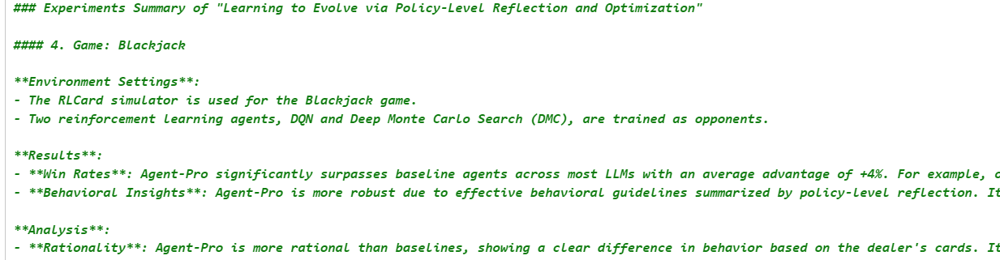 ### Experiments Summary of "Learning to Evolve via Policy-Level Reflection and Optimization"
#### 4. Game: Blackjack
**Environment Settings**:
- The RLCard simulator is used for the Blackjack game.
- Two reinforcement learning agents, DQN and Deep Monte Carlo Search (DMC), are trained as opponents.
**Results**:
- **Win Rates**: Agent-Pro significantly surpasses baseline agents across most LLMs with an average advantage of +4%. For example,
- **Behavioral Insights**: Agent-Pro is more robust due to effective behavioral guidelines summarized by policy-level reflection. It
**Analysis**:
- **Rationality**: Agent-Pro is more rational than baselines, showing a clear difference in behavior based on the dealer's cards. It